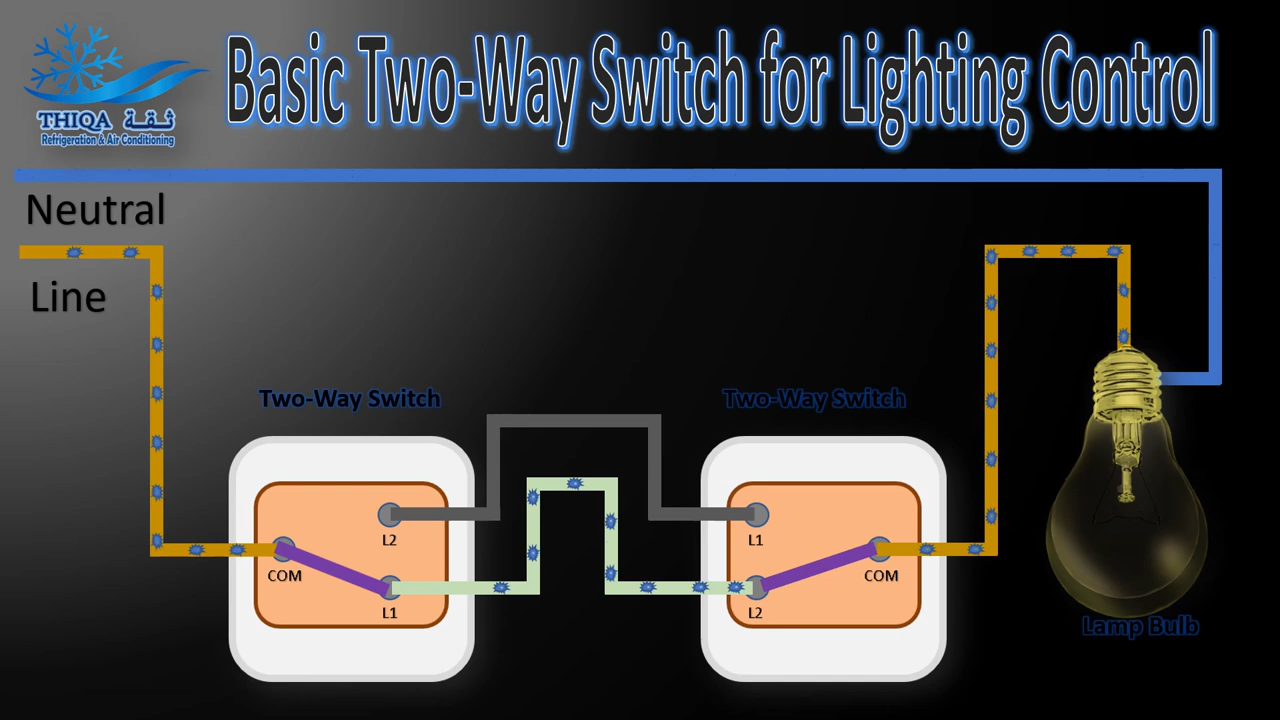 Basic Two-Way Switch for Lighting Control
THIQA ثقة
Refrigeration & Air Conditioning
Neutral
Line
Two-Way Switch
Two-Way Switch
L2
L1
COM
COM
L1
L2
Lamp Bulb